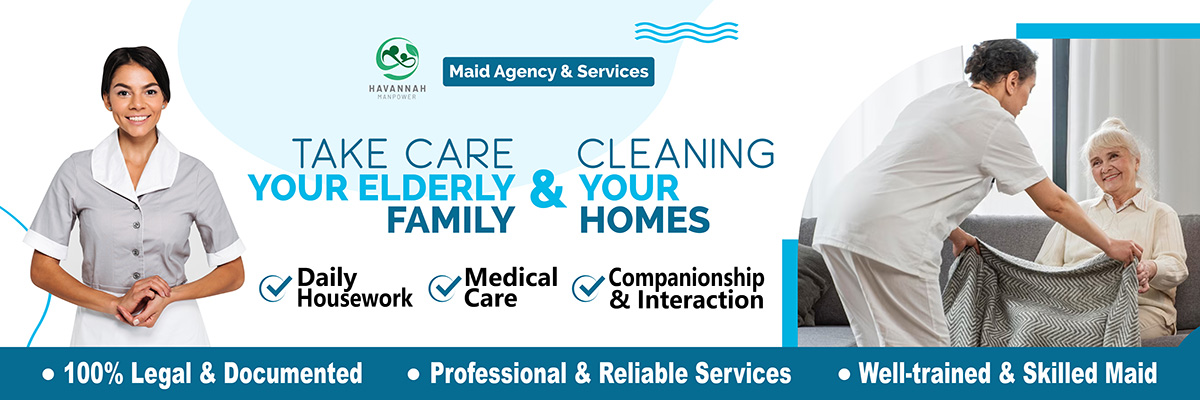 HAVANNAH
MANPOWER
Maid Agency & Services
TAKE CARE
YOUR ELDERLY
FAMILY
&
CLEANING
YOUR
HOMES
Daily
Housework
Medical
Care
Companionship
& Interaction
• 100% Legal & Documented • Professional & Reliable Services • Well-trained & Skilled Maid